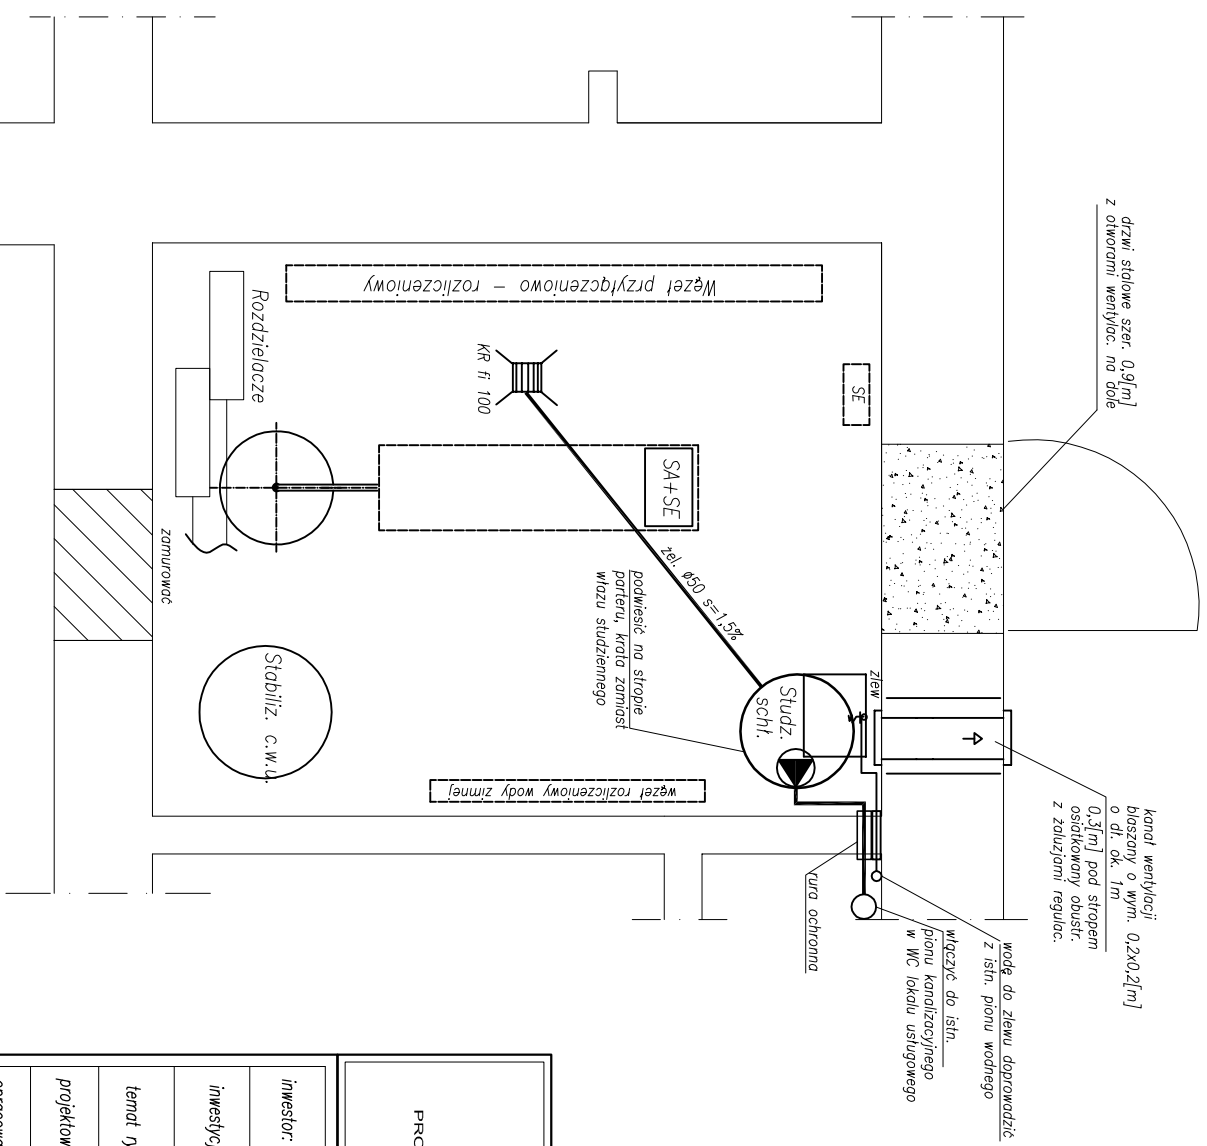 drzwi stalowe szer. 0,9[m]
z otworami wentylac. na dole
Węzeł przyłączeniowo – rozliczeniowy
Rozdzielacze
KR fi 100
SE
SA+SE
żel. ø50 s=1,5%
zamurować
podwiesić na stropie
parteru, krata zamiast
włazu studziennego
Stabiliz. c.w.u.
Studz.
schł.
zlew
węzeł rozliczeniowy wody zimnej
kanał wentylacji
blaszany o wym. 0,2x0,2[m]
o dł. ok. 1m
0,3[m] pod stropem
osiatkowany obustr.
z żaluzjami regulac.
rura ochronna
wodę do zlewu doprowadzić
z istn. pionu wodnego
włączyć do istn.
pionu kanalizacyjnego
w WC lokalu usługowego
PRO
inwestor:
inwestyc
temat ry
projektow